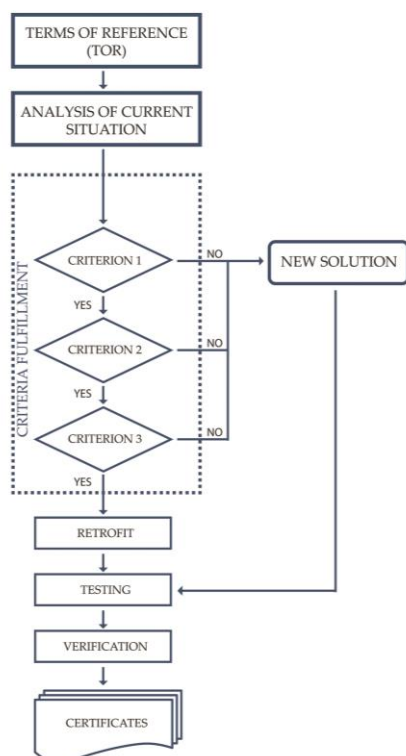 TERMS OF REFERENCE
(TOR)
ANALYSIS OF CURRENT
SITUATION
CRITERIA FULFILLMENT
CRITERION 1
NO
NEW SOLUTION
YES
CRITERION 2
NO
YES
CRITERION 3
NO
YES
RETROFIT
TESTING
VERIFICATION
CERTIFICATES